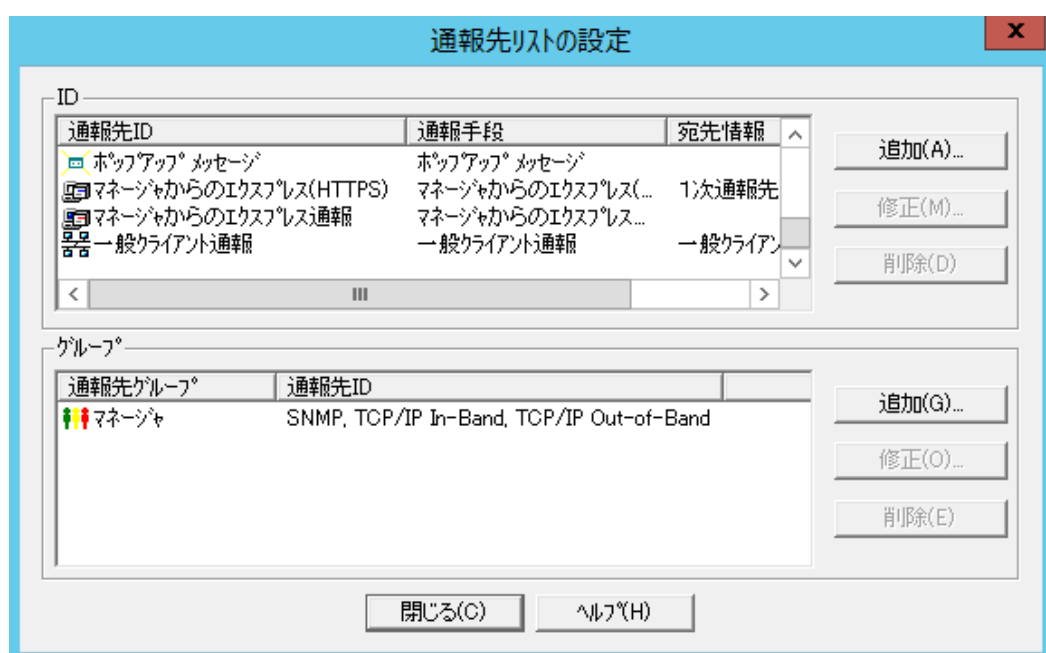 通報先リストの設定
x
ID
通報先ID 通報手段 宛先情報
ﾎﾟｯﾌﾟｱｯﾌﾟ ﾒｯｾｰｼﾞ ﾎﾟｯﾌﾟｱｯﾌﾟ ﾒｯｾｰｼﾞ
ﾏﾈｰｼﾞｬからのｴｸｽﾌﾟﾚｽ(HTTPS) ﾏﾈｰｼﾞｬからのｴｸｽﾌﾟﾚｽ(... 1次通報先
ﾏﾈｰｼﾞｬからのｴｸｽﾌﾟﾚｽ通報 ﾏﾈｰｼﾞｬからのｴｸｽﾌﾟﾚｽ...
一般ｸﾗｲｱﾝﾄ通報 一般ｸﾗｲｱﾝﾄ通報 一般ｸﾗｲｱﾝ
追加(A)...
修正(M)...
削除(D)
ｸﾞﾙｰﾌﾟ
通報先ｸﾞﾙｰﾌﾟ 通報先ID
ﾏﾈｰｼﾞｬ SNMP, TCP/IP In-Band, TCP/IP Out-of-Band
追加(G)...
修正(O)...
削除(E)
閉じる(C) ﾍﾙﾌﾟ(H)